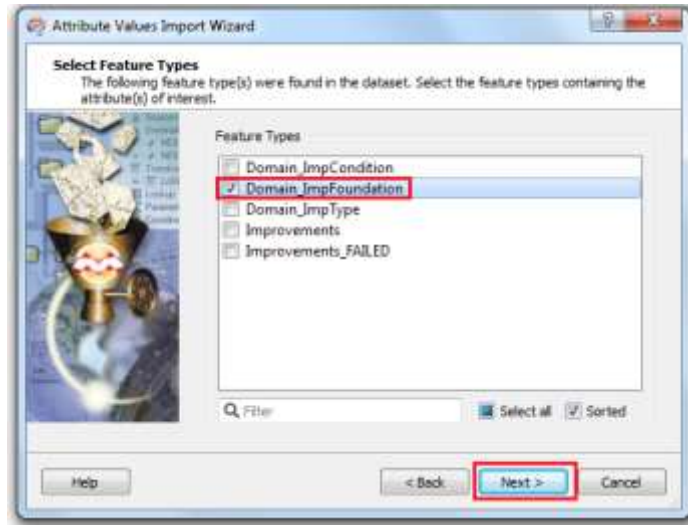 Attribute Values Import Wizard
Select Feature Types
The following feature type(s) were found in the dataset. Select the feature types containing the
attribute(s) of interest.
Feature Types
Domain_ImpCondition
Domain_ImpFoundation
Domain_ImpType
Improvements
Improvements_FAILED
Filter
Select all
Sorted
Help
< Back
Next >
Cancel